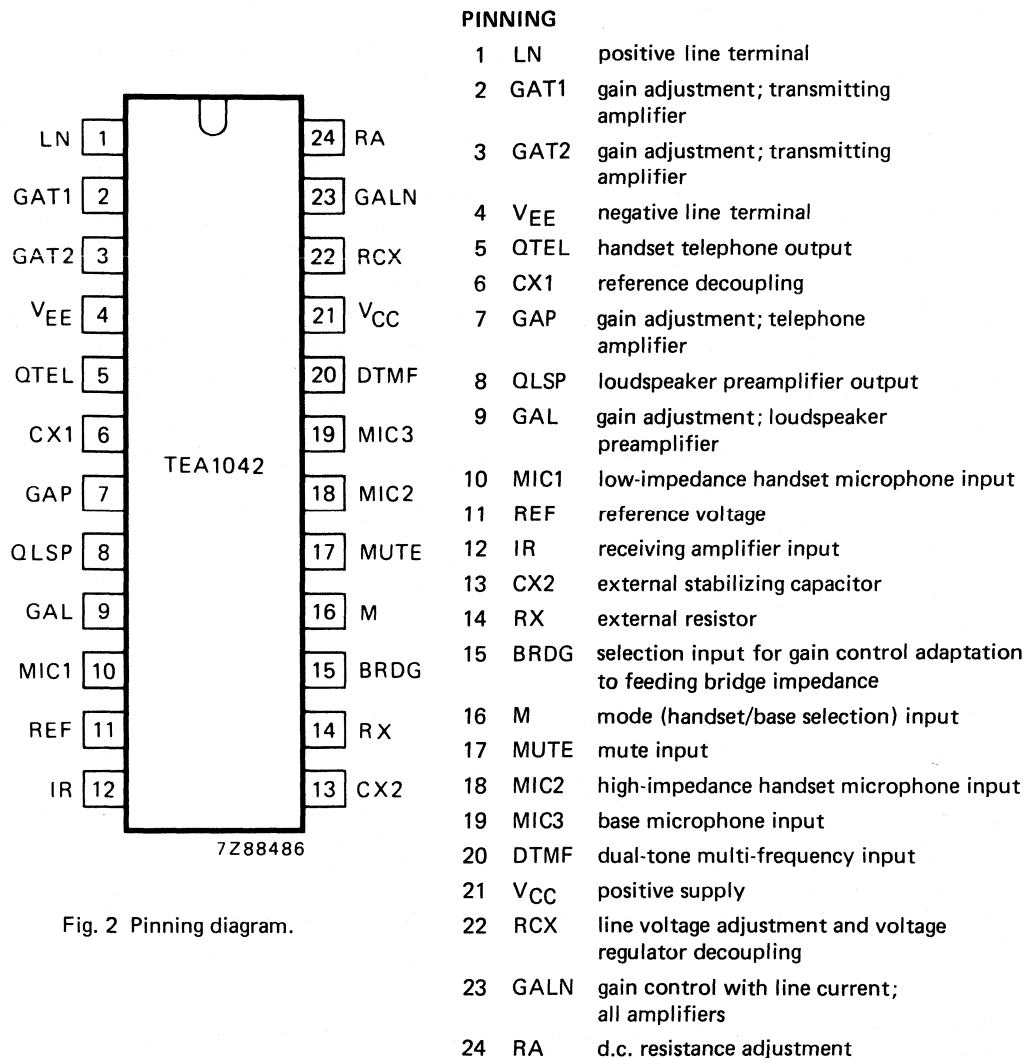 LN 1
GAT1 2
GAT2 3
VEE 4
QTEL 5
CX1 6
GAP 7
QLSP 8
GAL 9
MIC1 10
REF 11
IR 12
TEA1042
24 RA
23 GALN
22 RCX
21 VCC
20 DTMF
19 MIC3
18 MIC2
17 MUTE
16 M
15 BRDG
14 RX
13 CX2
7Z88486
Fig. 2 Pinning diagram.
PINNING
1 LN positive line terminal
2 GAT1 gain adjustment; transmitting
amplifier
3 GAT2 gain adjustment; transmitting
amplifier
4 VEE negative line terminal
5 QTEL handset telephone output
6 CX1 reference decoupling
7 GAP gain adjustment; telephone
amplifier
8 QLSP loudspeaker preamplifier output
9 GAL gain adjustment; loudspeaker
preamplifier
10 MIC1 low-impedance handset microphone input
11 REF reference voltage
12 IR receiving amplifier input
13 CX2 external stabilizing capacitor
14 RX external resistor
15 BRDG selection input for gain control adaptation
to feeding bridge impedance
16 M mode (handset/base selection) input
17 MUTE mute input
18 MIC2 high-impedance handset microphone input
19 MIC3 base microphone input
20 DTMF dual-tone multi-frequency input
21 VCC positive supply
22 RCX line voltage adjustment and voltage
regulator decoupling
23 GALN gain control with line current;
all amplifiers
24 RA d.c. resistance adjustment